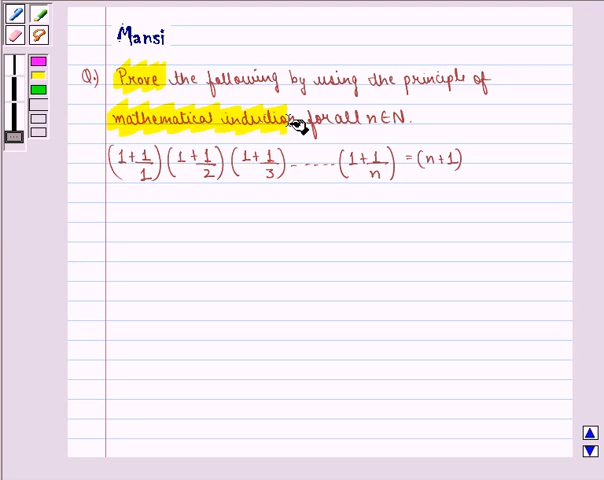 Mansi
Q.) Prove the following by using the principle of
mathematical induction for all n∈N.
(1+1/1)(1+1/2)(1+1/3)-.....(1+1/n) = (n+1)